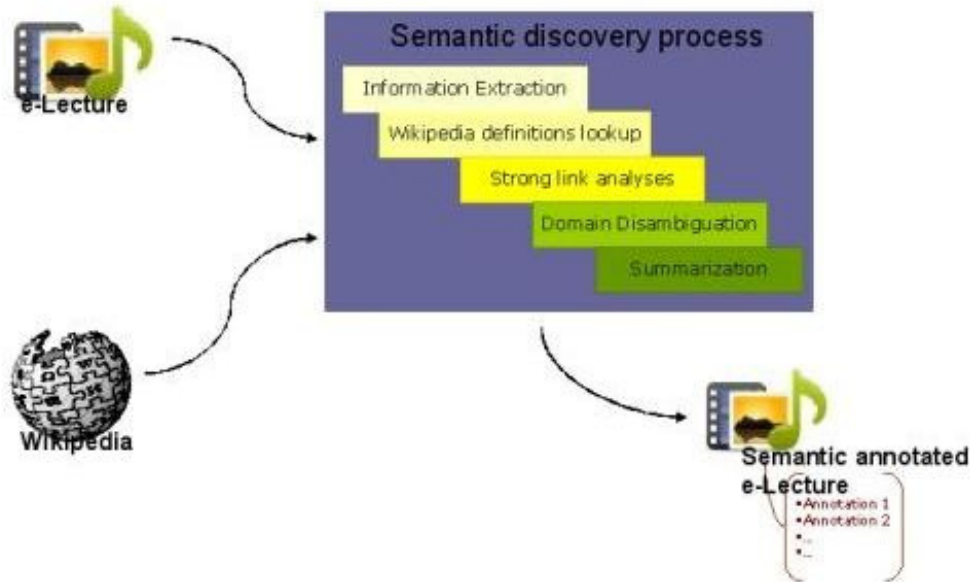 e-Lecture
Semantic discovery process
Information Extraction
Wikipedia definitions lookup
Strong link analyses
Domain Disambiguation
Summarization
Wikipedia
Semantic annotated
e-Lecture
▪Annotation 1
▪Annotation 2
▪...
▪...